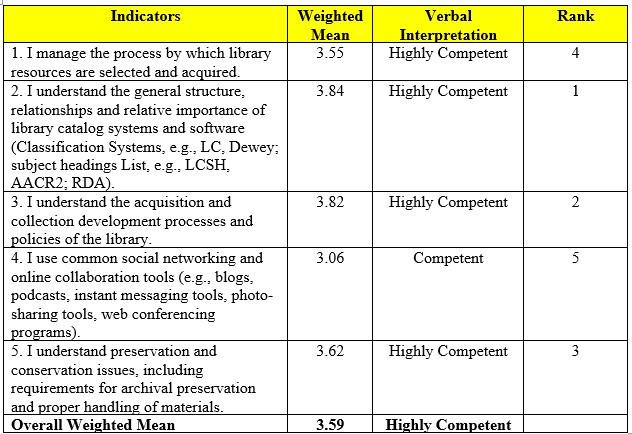 Indicators Weighted Mean Verbal Interpretation Rank
1. I manage the process by which library 3.55 Highly Competent 4
resources are selected and acquired.
2. I understand the general structure, 3.84 Highly Competent 1
relationships and relative importance of
library catalog systems and software
(Classification Systems, e.g., LC, Dewey;
subject headings List, e.g., LCSH,
AACR2; RDA).
3. I understand the acquisition and 3.82 Highly Competent 2
collection development processes and
policies of the library.
4. I use common social networking and 3.06 Competent 5
online collaboration tools (e.g., blogs,
podcasts, instant messaging tools, photo-
sharing tools, web conferencing
programs).
5. I understand preservation and 3.62 Highly Competent 3
conservation issues, including
requirements for archival preservation
and proper handling of materials.
Overall Weighted Mean 3.59 Highly Competent